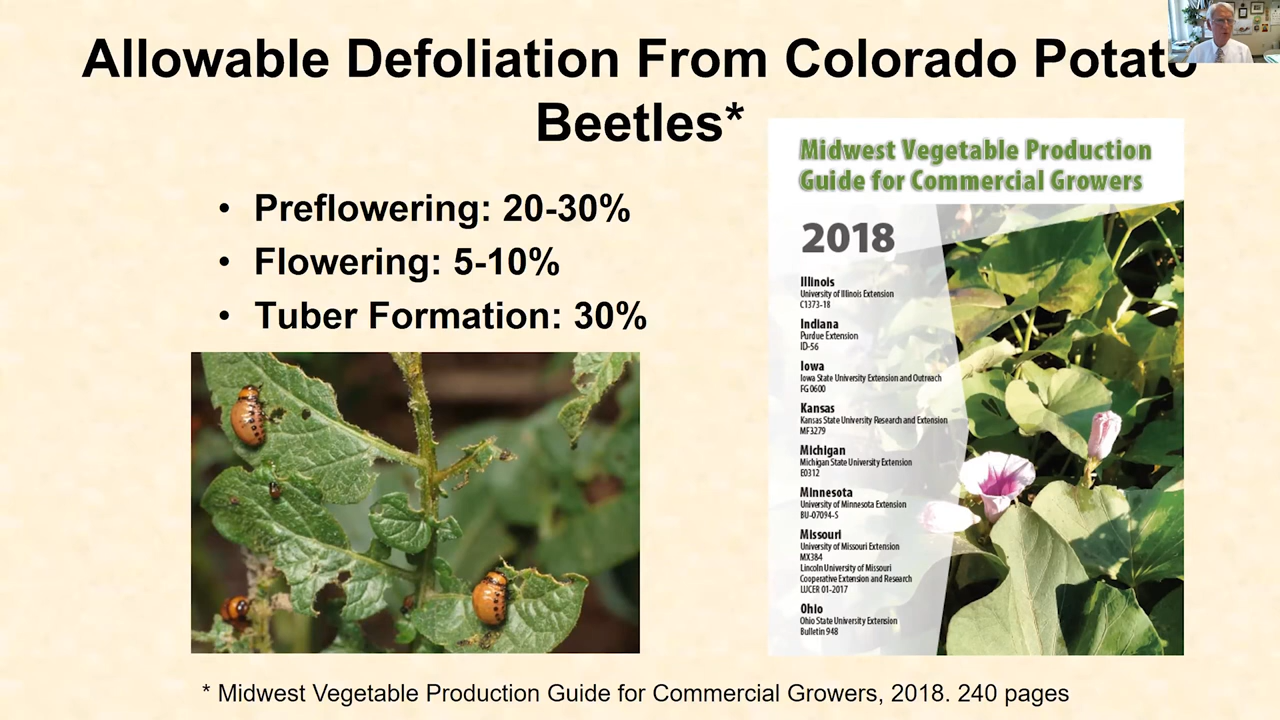 Allowable Defoliation From Colorado Potato
Beetles*
• Preflowering: 20-30%
• Flowering: 5-10%
• Tuber Formation: 30%
Midwest Vegetable Production
Guide for Commercial Growers
2018
Illinois
University of Illinois Extension
C1373-18
Indiana
Purdue Extension
ID-56
Iowa
Iowa State University Extension and Outreach
FG 0600
Kansas
Kansas State University Research and Extension
MF3279
Michigan
Michigan State University Extension
E0312
Minnesota
University of Minnesota Extension
BU-07094-S
Missouri
University of Missouri Extension
MX384
Lincoln University of Missouri
Cooperative Extension and Research
LUCER 01-2017
Ohio
Ohio State University Extension
Bulletin 948
* Midwest Vegetable Production Guide for Commercial Growers, 2018. 240 pages